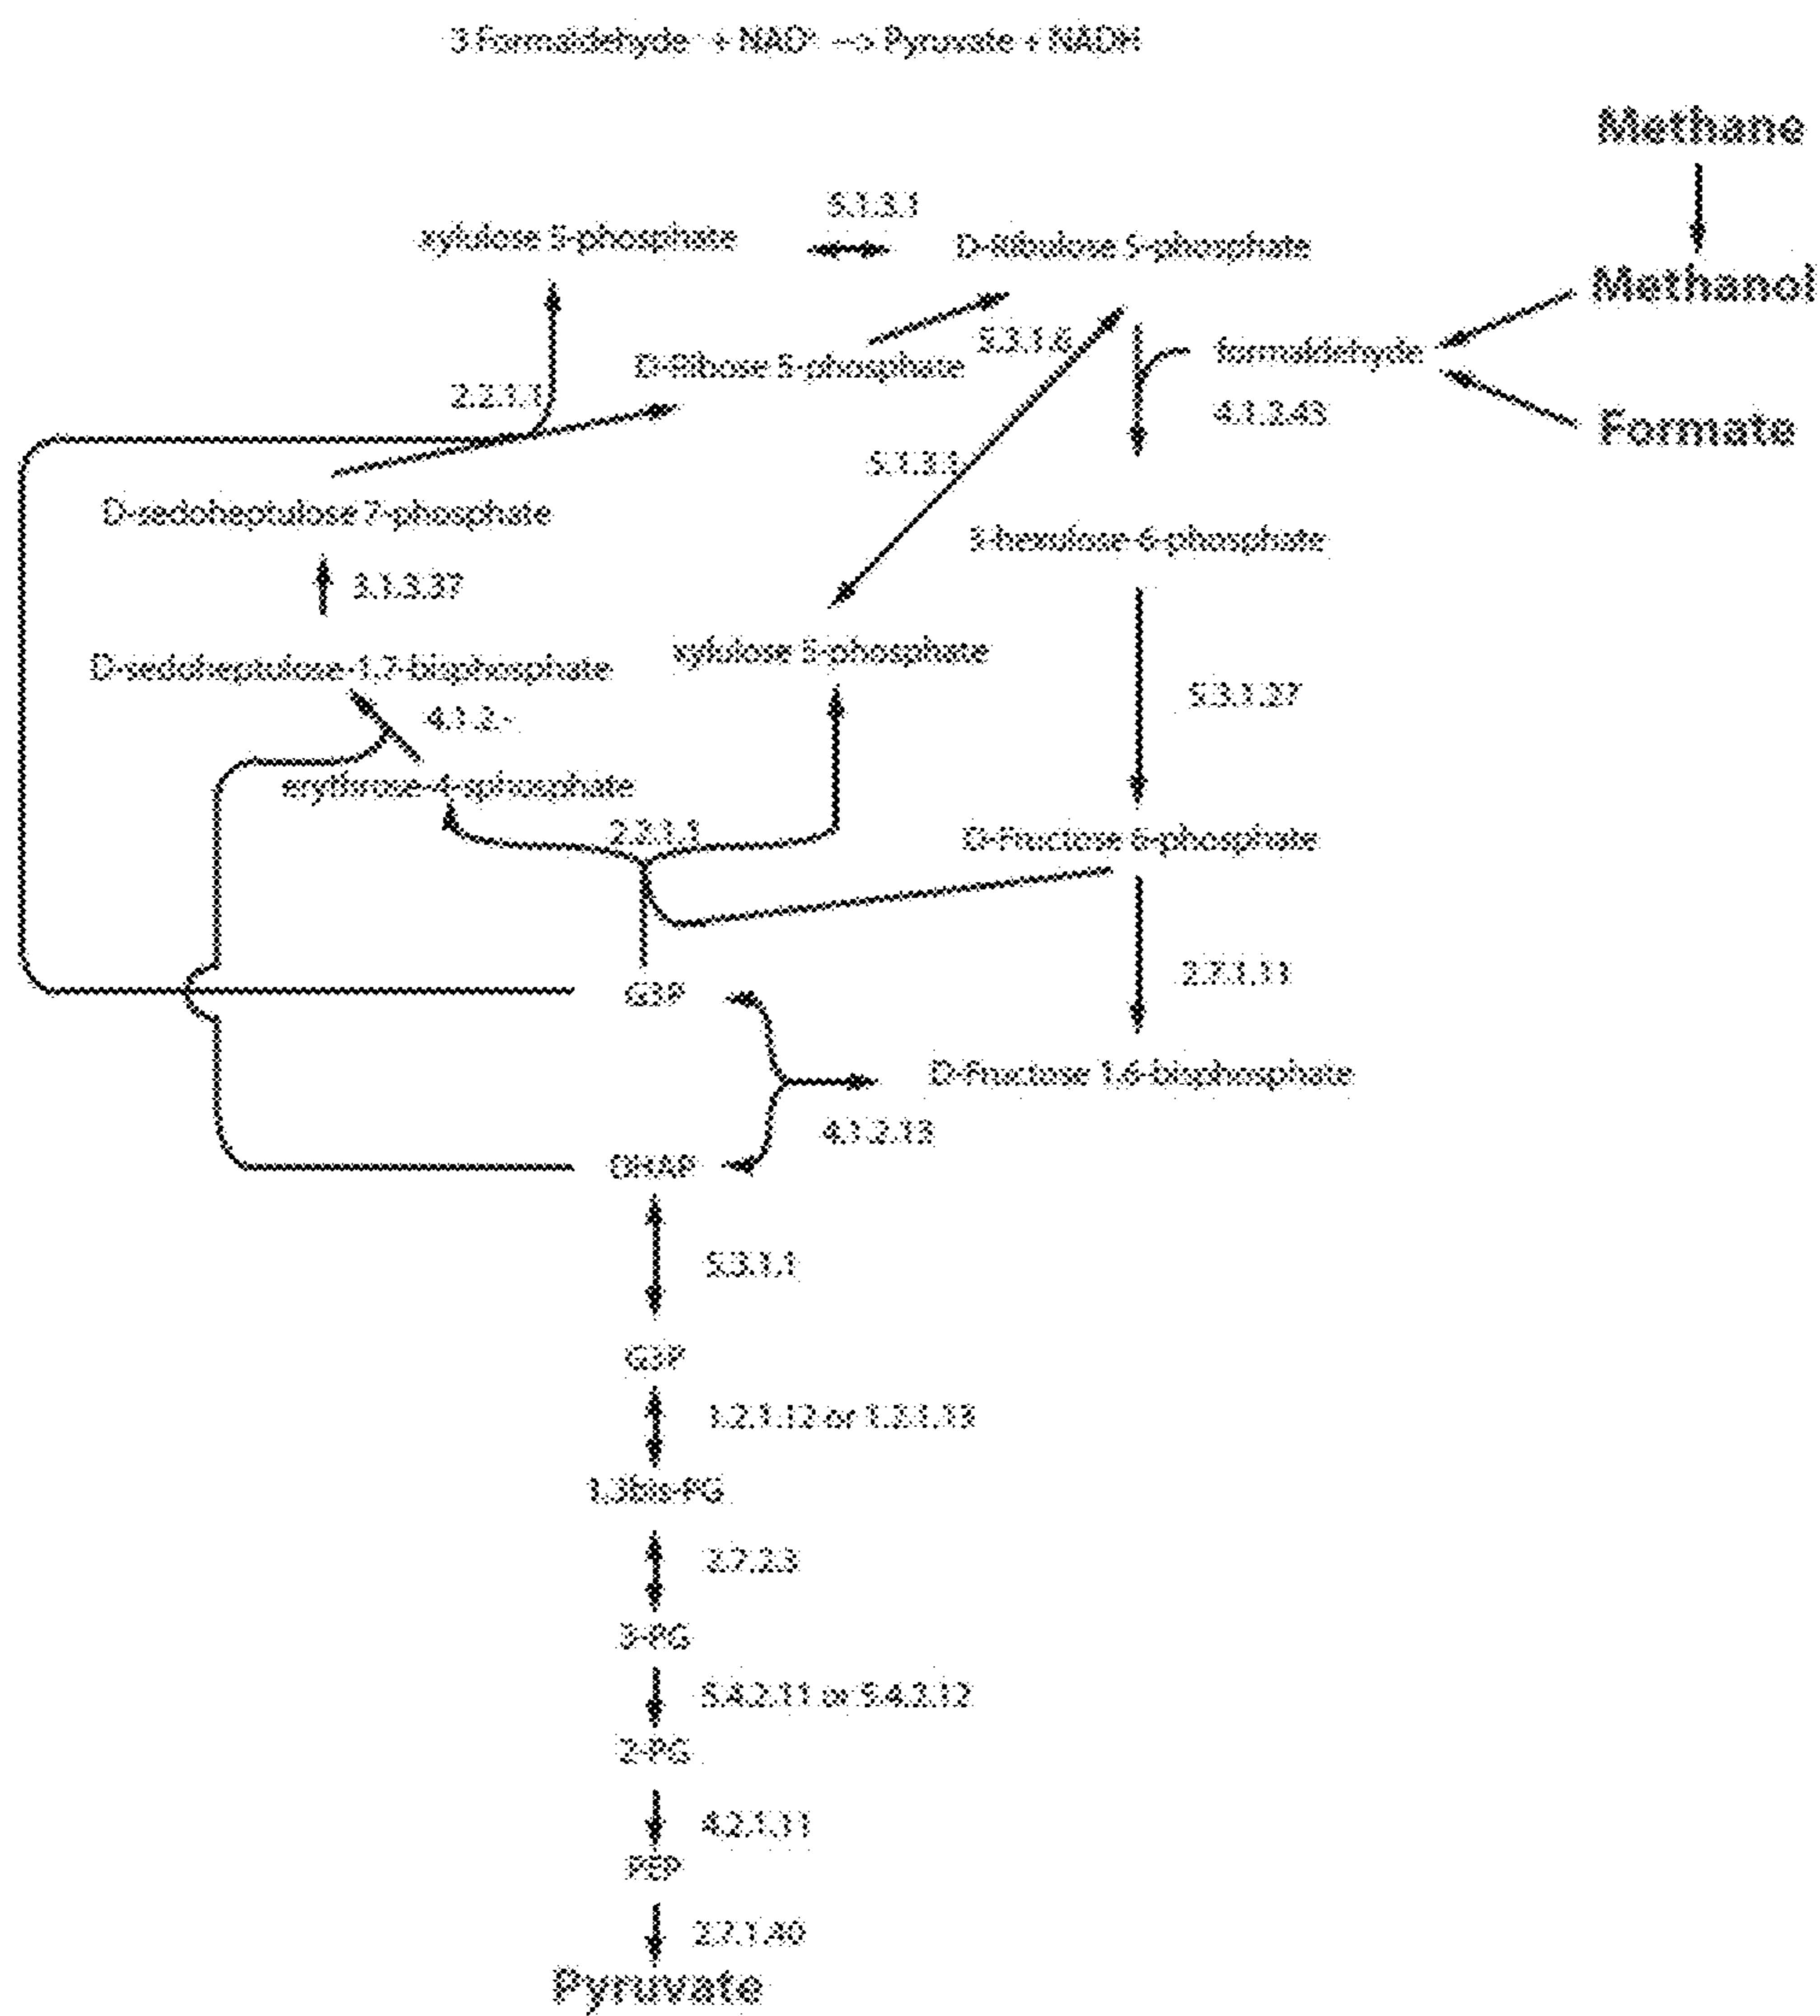 3 Formaldehyde + NAD+ --> Pyruvate + NADH
Methane
5.1.3.1
xylulose 5-phosphate
D-Ribulose 5-phosphate
Methanol
5.3.1.6
formaldehyde
D-Ribose 5-phosphate
2.2.1.1
4.1.2.43
Formate
5.1.3.1
D-sedoheptulose 7-phosphate
3-hexulose-6-phosphate
3.1.3.37
xylulose 5-phosphate
D-sedoheptulose-1,7-bisphosphate
5.3.1.27
4.1.2.-
erythrose-4-phosphate
2.2.1.1
D-Fructose 6-phosphate
2.7.1.11
G3P
D-Fructose 1,6-bisphosphate
4.1.2.13
DHAP
5.3.1.1
G3P
1.2.1.12 or 1.2.1.13
1,3bis-PG
2.7.2.3
3-PG
5.4.2.11 or 5.4.2.12
2-PG
4.2.1.11
PEP
2.7.1.40
Pyruvate